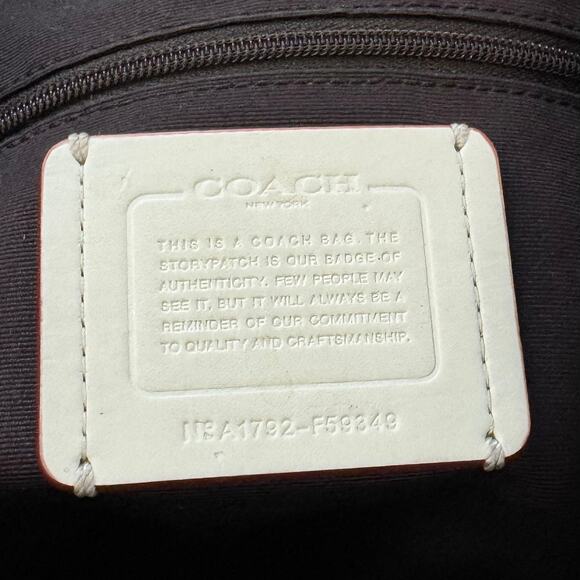 COACH
NEW YORK
THIS IS A COACH BAG. THE
STORYPATCH IS OUR BADGE OF
AUTHENTICITY. FEW PEOPLE MAY
SEE IT, BUT IT WILL ALWAYS BE A
REMINDER OF OUR COMMITMENT
TO QUALITY AND CRAFTSMANSHIP.